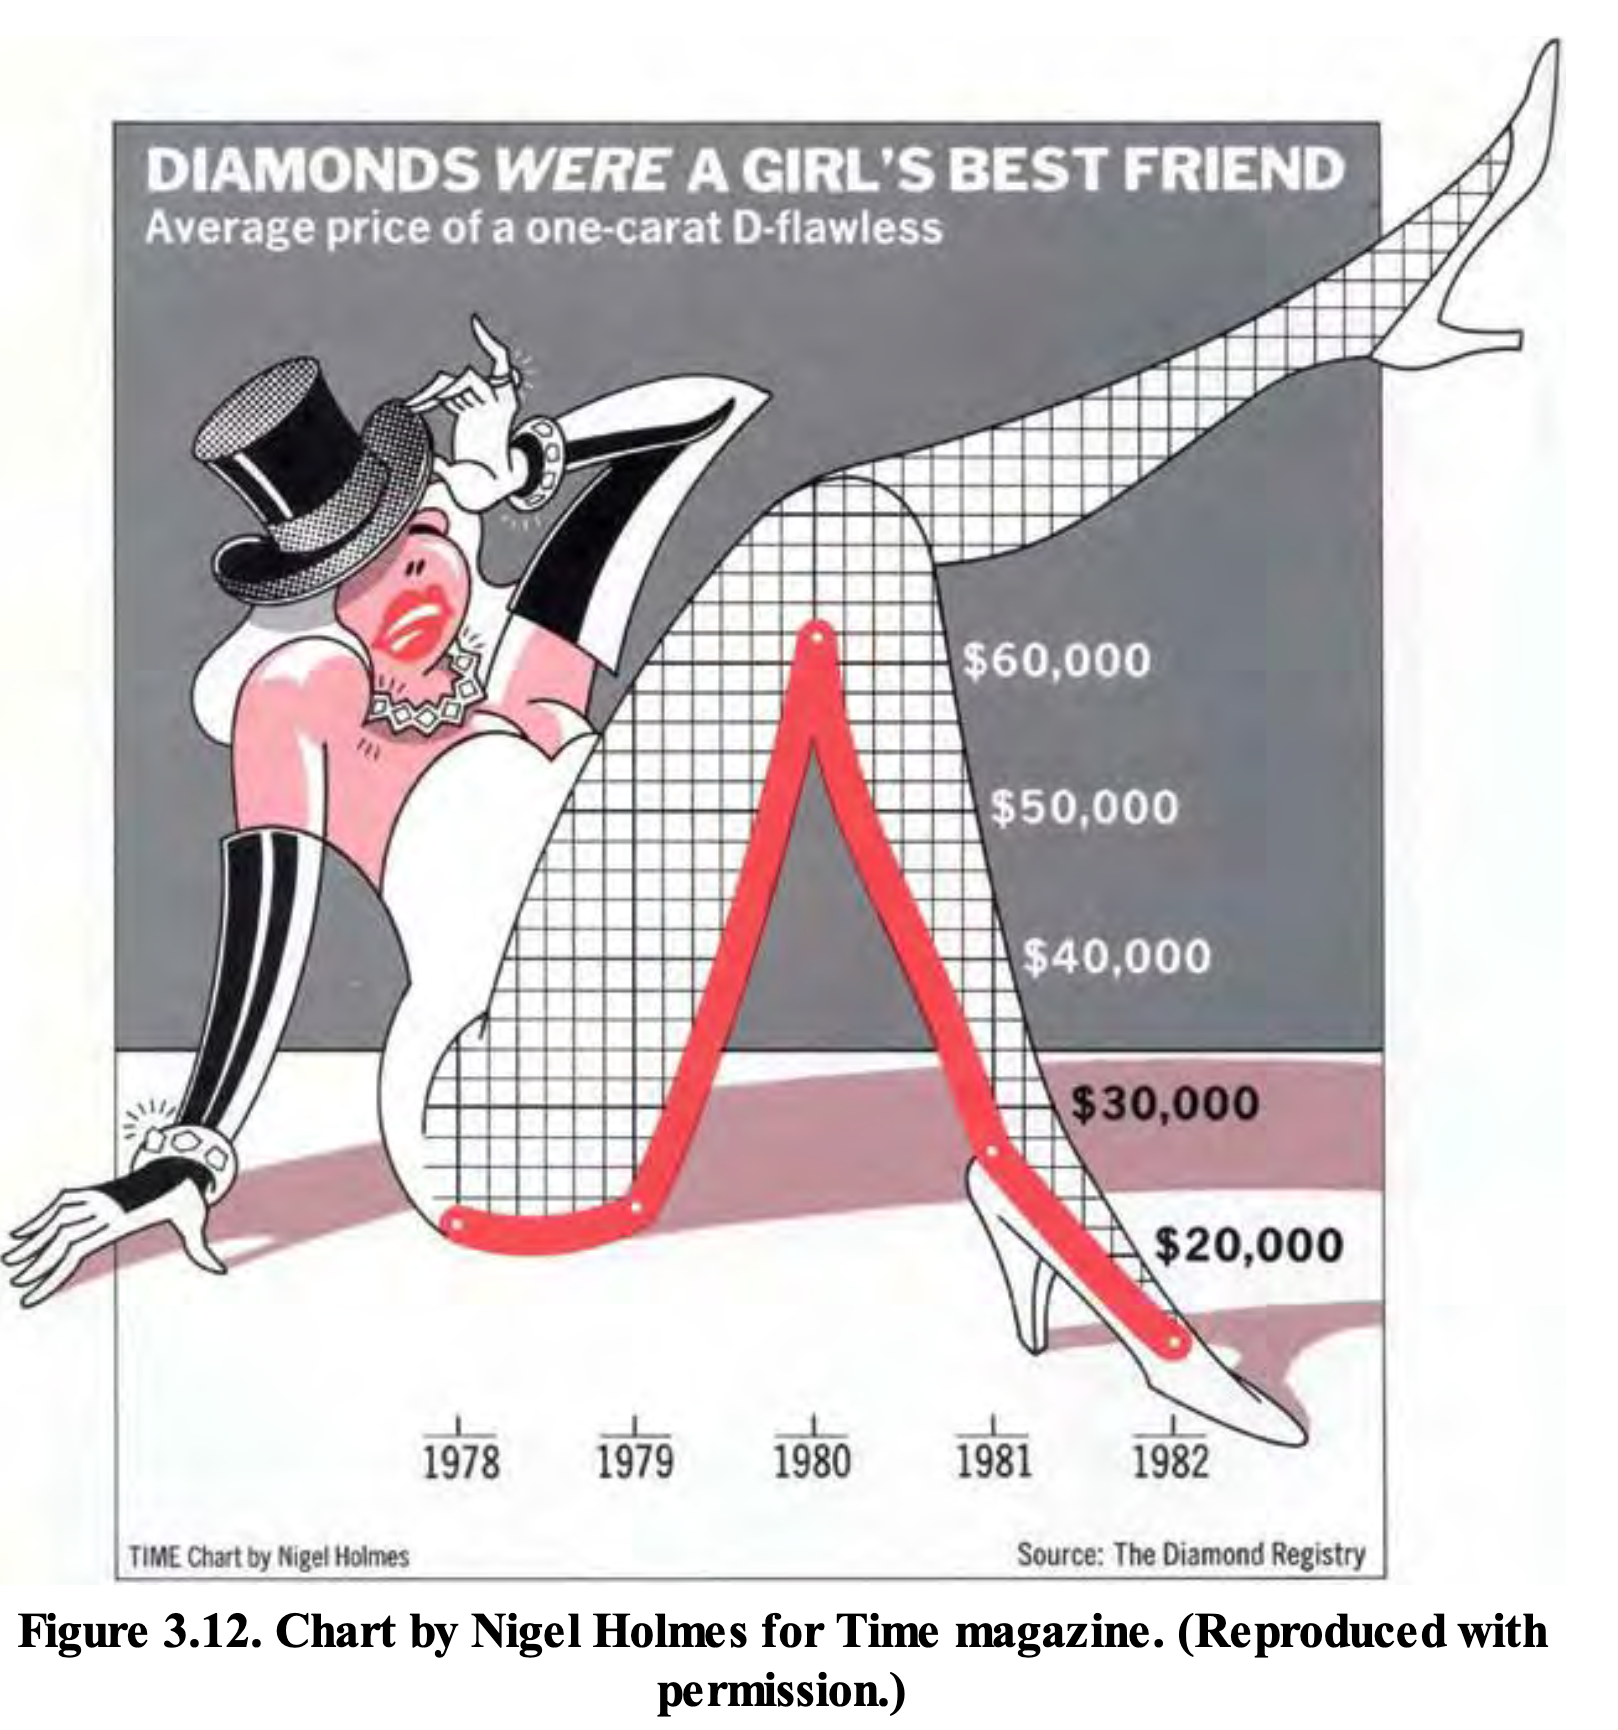 DIAMONDS WERE A GIRL'S BEST FRIEND
Average price of a one-carat D-flawless
$60,000
$50,000
$40,000
$30,000
$20,000
1978 1979 1980 1981 1982
TIME Chart by Nigel Holmes
Source: The Diamond Registry
Figure 3.12. Chart by Nigel Holmes for Time magazine. (Reproduced with
permission.)